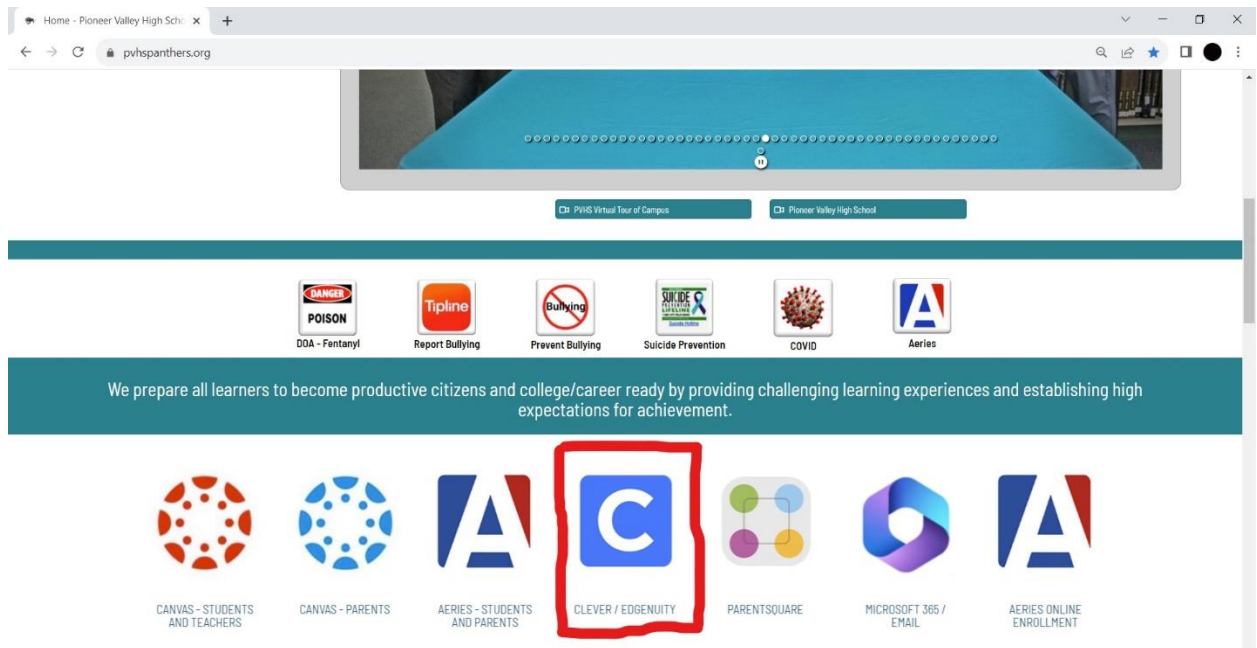 Home - Pioneer Valley High Scho
pvhspanthers.org
PVHS Virtual Tour of Campus
Pioneer Valley High School
DANGER
POISON
Tipline
Bullying
SUICIDE
PREVENTION
LIFELINE
DOA - Fentanyl
Report Bullying
Prevent Bullying
Suicide Prevention
COVID
Aeries
We prepare all learners to become productive citizens and college/career ready by providing challenging learning experiences and establishing high
expectations for achievement.
CANVAS - STUDENTS
AND TEACHERS
CANVAS - PARENTS
AERIES - STUDENTS
AND PARENTS
C
CLEVER / EDGENUITY
PARENTSQUARE
MICROSOFT 365 /
EMAIL
AERIES ONLINE
ENROLLMENT